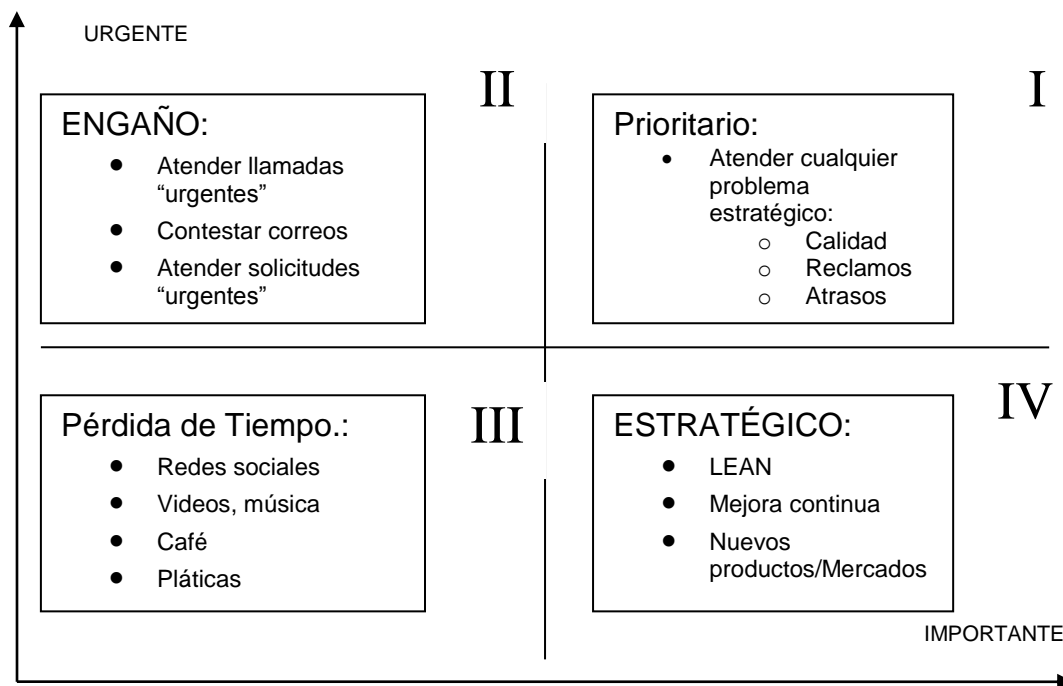 URGENTE
II
I
ENGAÑO:
● Atender llamadas
“urgentes”
● Contestar correos
● Atender solicitudes
“urgentes”
Prioritario:
• Atender cualquier
problema
estratégico:
o Calidad
o Reclamos
o Atrasos
III
IV
Pérdida de Tiempo.:
● Redes sociales
● Videos, música
● Café
● Pláticas
ESTRATÉGICO:
● LEAN
● Mejora continua
● Nuevos
productos/Mercados
IMPORTANTE